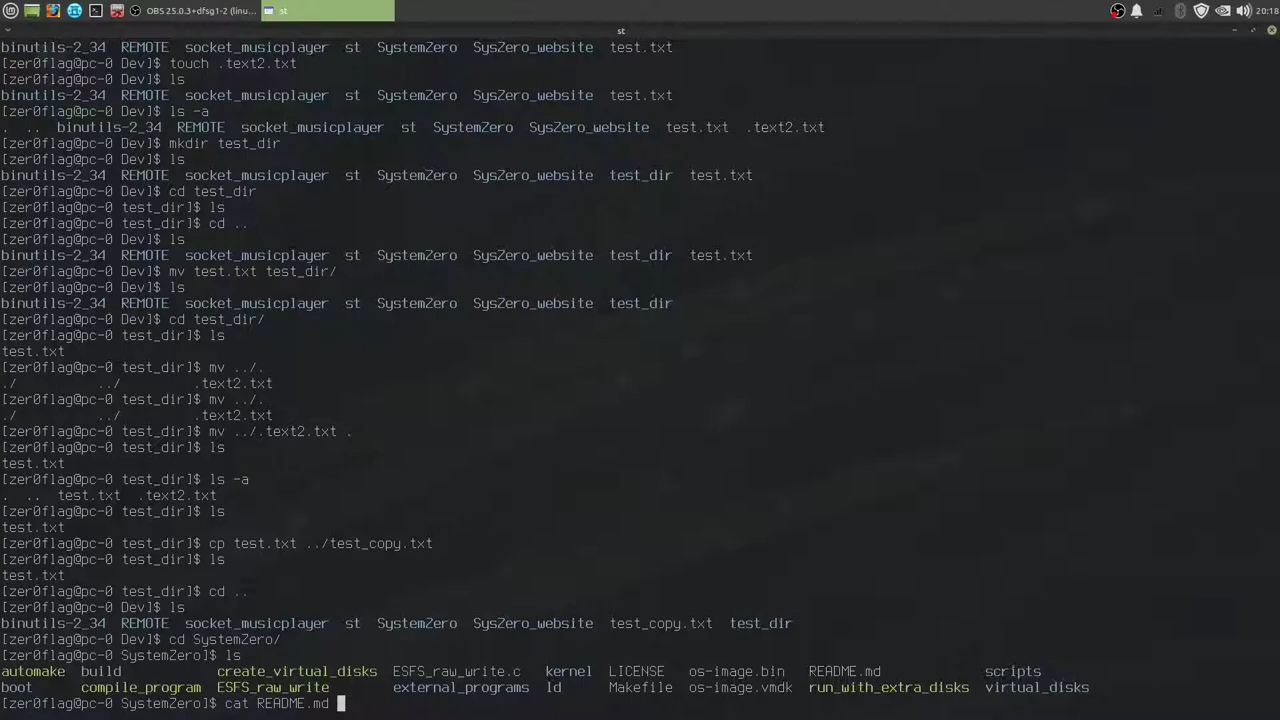 OBS 25.0.3+dfsg1-2 (linu...
st
20:18
st
binutils-2_34  REMOTE  socket_musicplayer  st  SystemZero  SysZero_website  test.txt
[zer0flag@pc-0 Dev]$ touch .text2.txt
[zer0flag@pc-0 Dev]$ ls
binutils-2_34  REMOTE  socket_musicplayer  st  SystemZero  SysZero_website  test.txt
[zer0flag@pc-0 Dev]$ ls -a
.  ..  binutils-2_34  REMOTE  socket_musicplayer  st  SystemZero  SysZero_website  test.txt  .text2.txt
[zer0flag@pc-0 Dev]$ mkdir test_dir
[zer0flag@pc-0 Dev]$ ls
binutils-2_34  REMOTE  socket_musicplayer  st  SystemZero  SysZero_website  test_dir  test.txt
[zer0flag@pc-0 Dev]$ cd test_dir
[zer0flag@pc-0 test_dir]$ ls
[zer0flag@pc-0 test_dir]$ cd ..
[zer0flag@pc-0 Dev]$ ls
binutils-2_34  REMOTE  socket_musicplayer  st  SystemZero  SysZero_website  test_dir  test.txt
[zer0flag@pc-0 Dev]$ mv test.txt test_dir/
[zer0flag@pc-0 Dev]$ ls
binutils-2_34  REMOTE  socket_musicplayer  st  SystemZero  SysZero_website  test_dir
[zer0flag@pc-0 Dev]$ cd test_dir/
[zer0flag@pc-0 test_dir]$ ls
test.txt
[zer0flag@pc-0 test_dir]$ mv ../.
./          ../         .text2.txt
[zer0flag@pc-0 test_dir]$ mv ../.
./          ../         .text2.txt
[zer0flag@pc-0 test_dir]$ mv ../.text2.txt .
[zer0flag@pc-0 test_dir]$ ls
test.txt
[zer0flag@pc-0 test_dir]$ ls -a
.  ..  test.txt  .text2.txt
[zer0flag@pc-0 test_dir]$ ls
test.txt
[zer0flag@pc-0 test_dir]$ cp test.txt ../test_copy.txt
[zer0flag@pc-0 test_dir]$ ls
test.txt
[zer0flag@pc-0 test_dir]$ cd ..
[zer0flag@pc-0 Dev]$ ls
binutils-2_34  REMOTE  socket_musicplayer  st  SystemZero  SysZero_website  test_copy.txt  test_dir
[zer0flag@pc-0 Dev]$ cd SystemZero/
[zer0flag@pc-0 SystemZero]$ ls
automake  build            create_virtual_disks  ESFS_raw_write.c   kernel  LICENSE   os-image.bin   README.md             scripts
boot      compile_program  ESFS_raw_write        external_programs  ld      Makefile  os-image.vmdk  run_with_extra_disks  virtual_disks
[zer0flag@pc-0 SystemZero]$ cat README.md